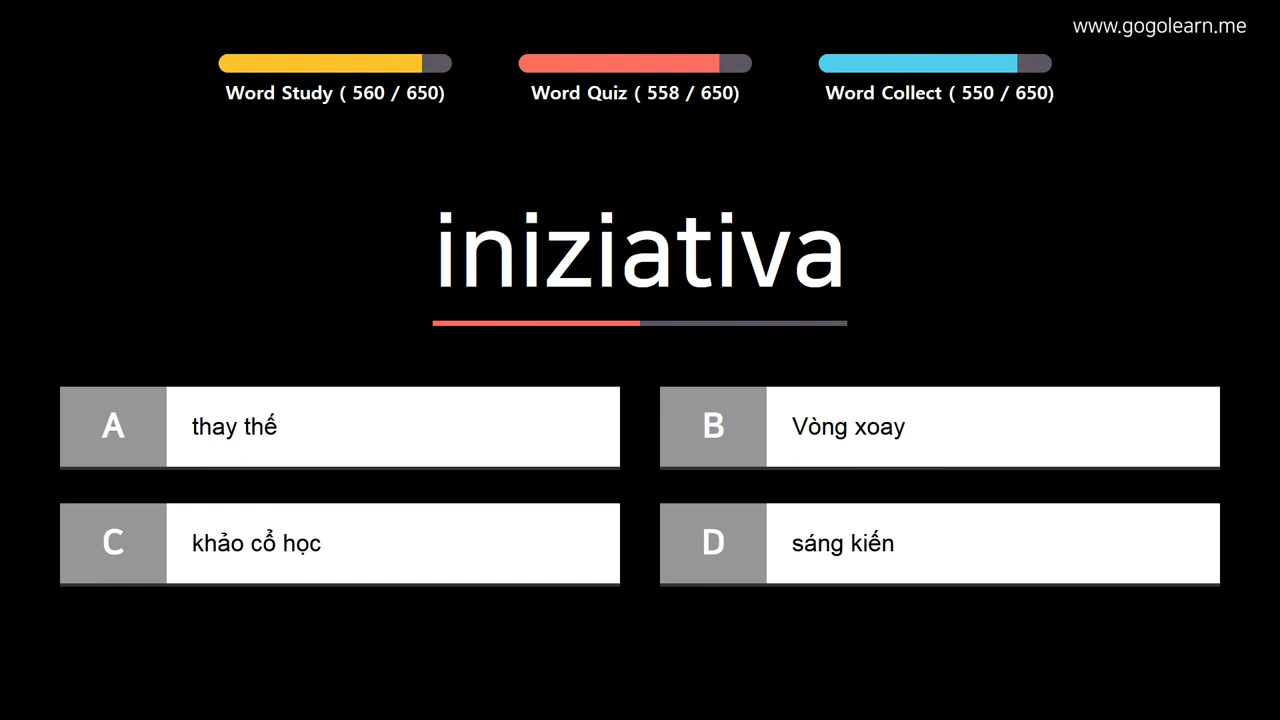 www.gogolearn.me
Word Study ( 560 / 650)
Word Quiz ( 558 / 650)
Word Collect ( 550 / 650)
iniziativa
A thay thế
B Vòng xoay
C khảo cổ học
D sáng kiến